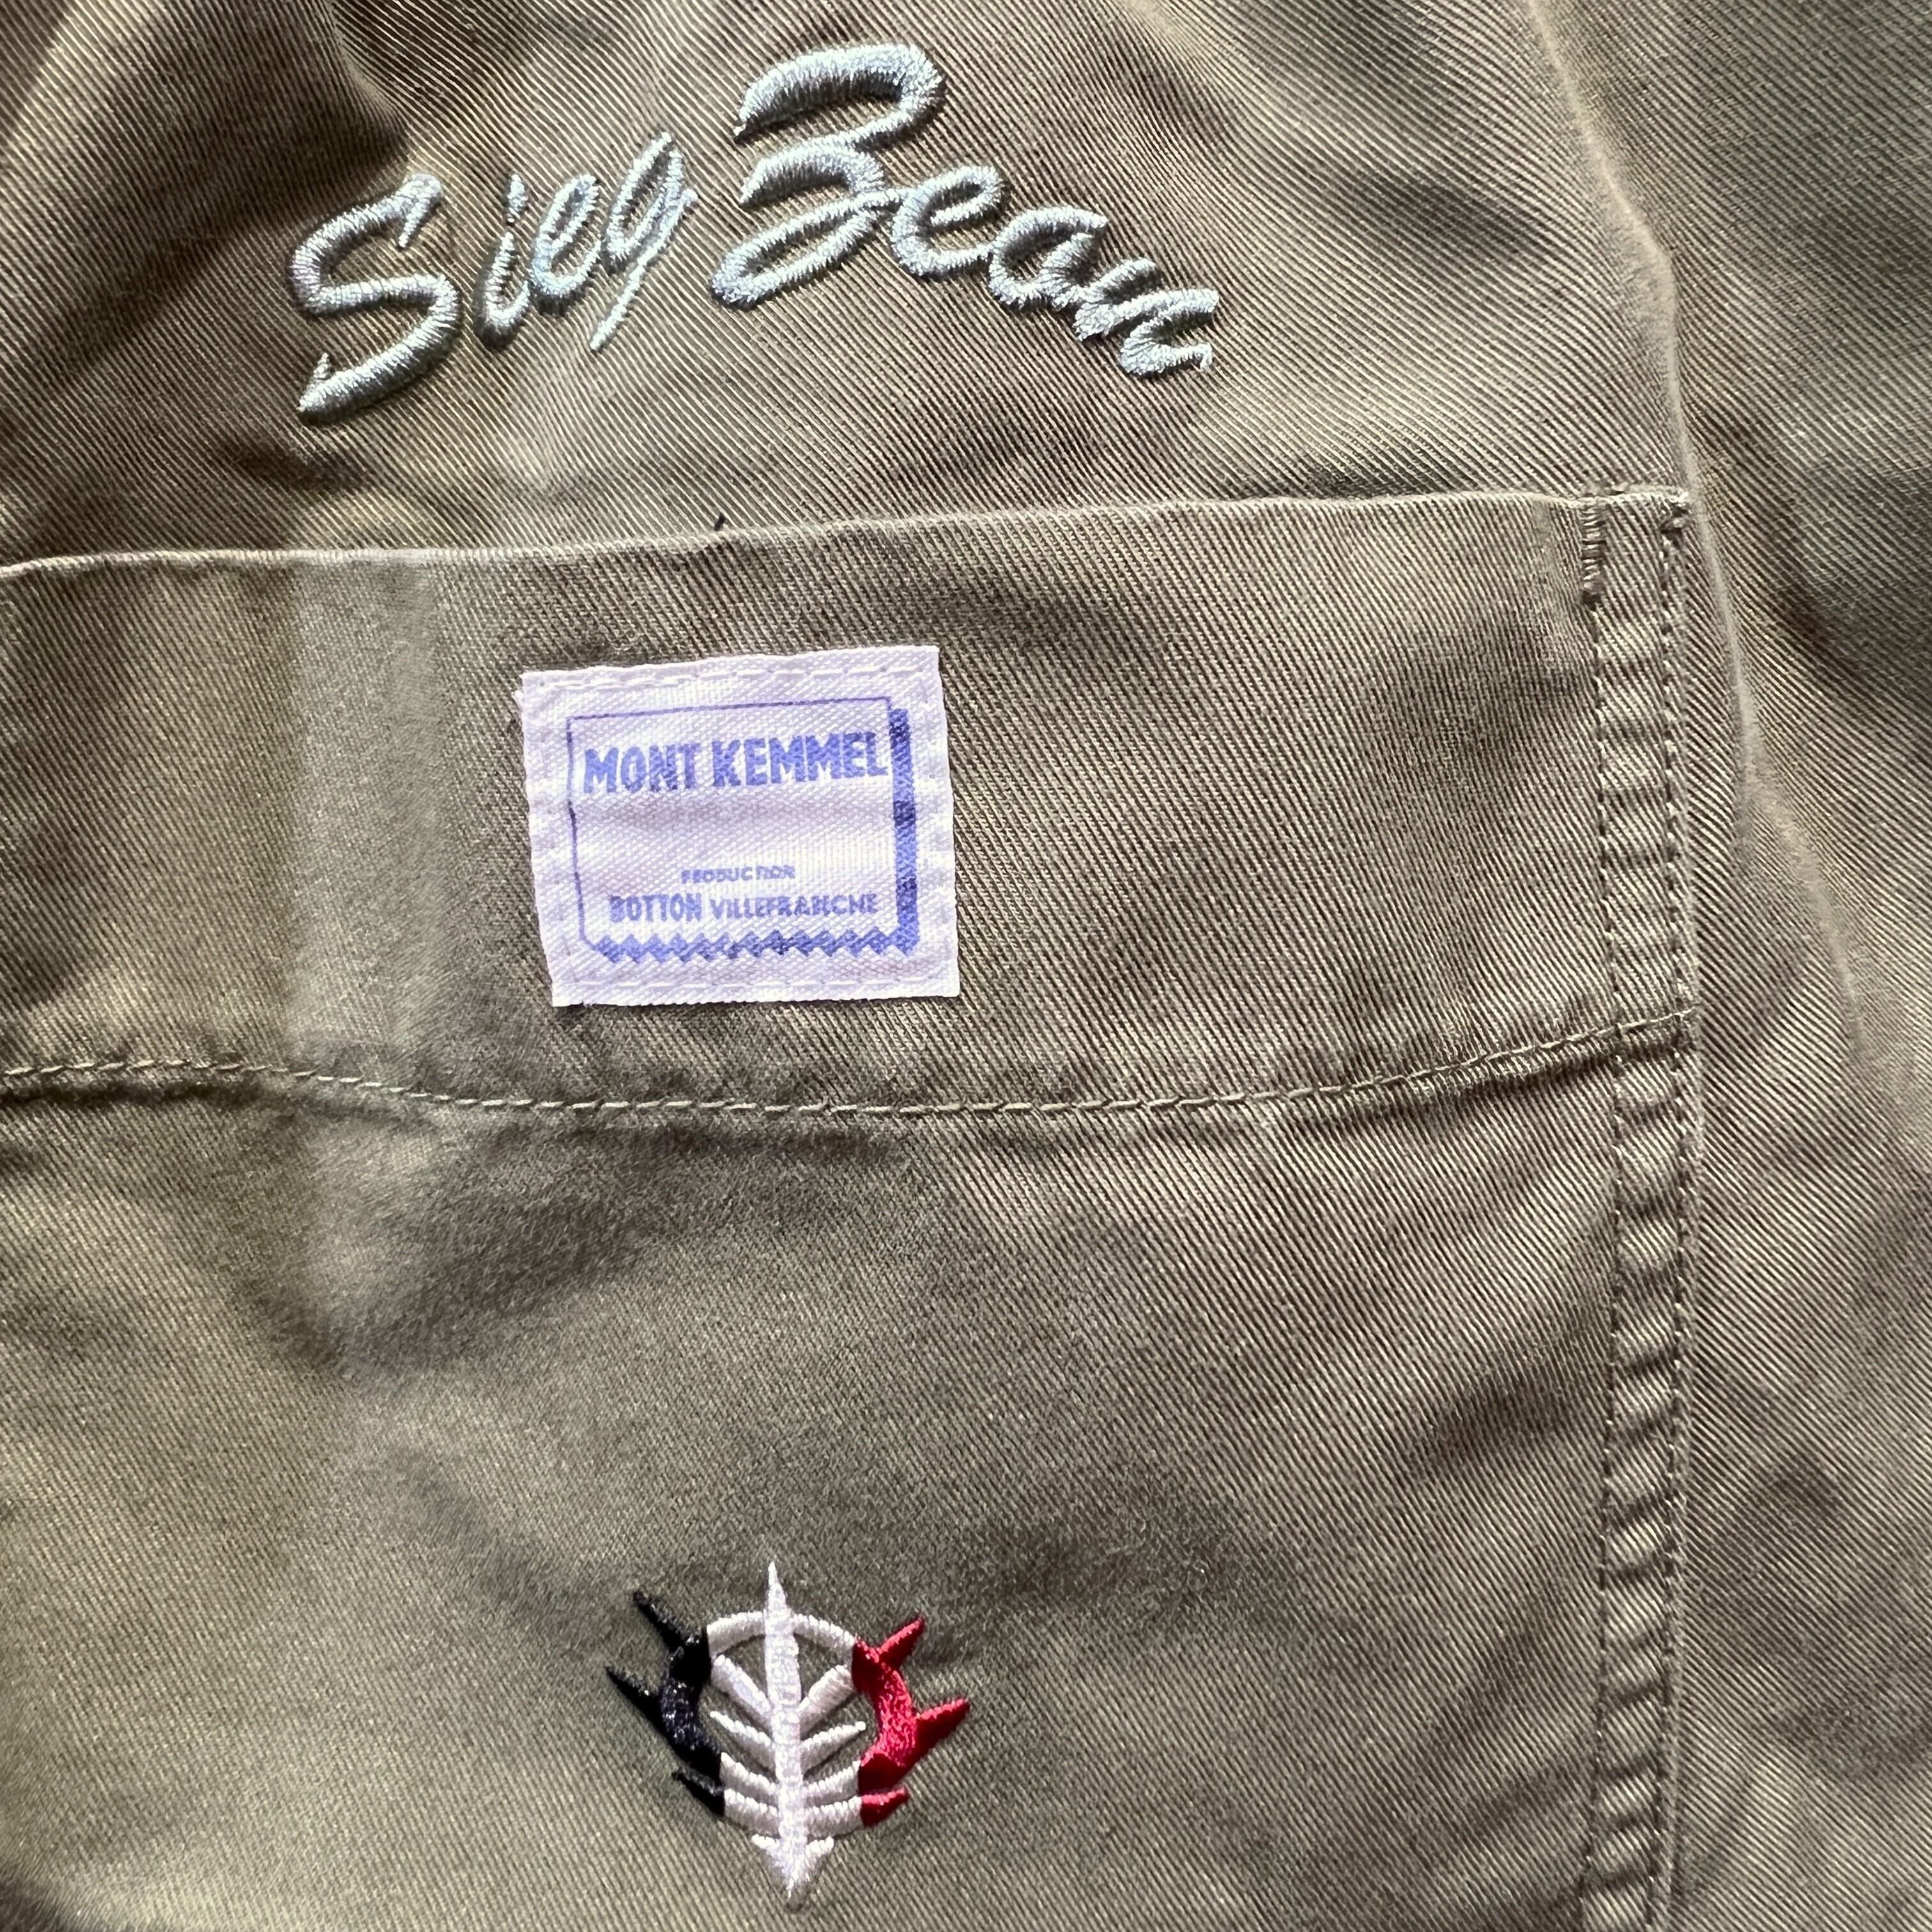 Sieg Zeon
MONT KEMMEL
PRODUCTION
BOTTON VILLEFRANCHE